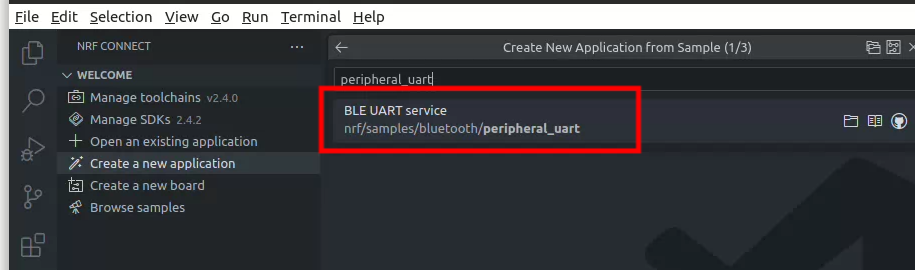 File Edit Selection View Go Run Terminal Help
NRF CONNECT
Create New Application from Sample (1/3)
WELCOME
Manage toolchains v2.4.0
Manage SDKs 2.4.2
Open an existing application
Create a new application
Create a new board
Browse samples
peripheral_uart
BLE UART service
nrf/samples/bluetooth/peripheral_uart